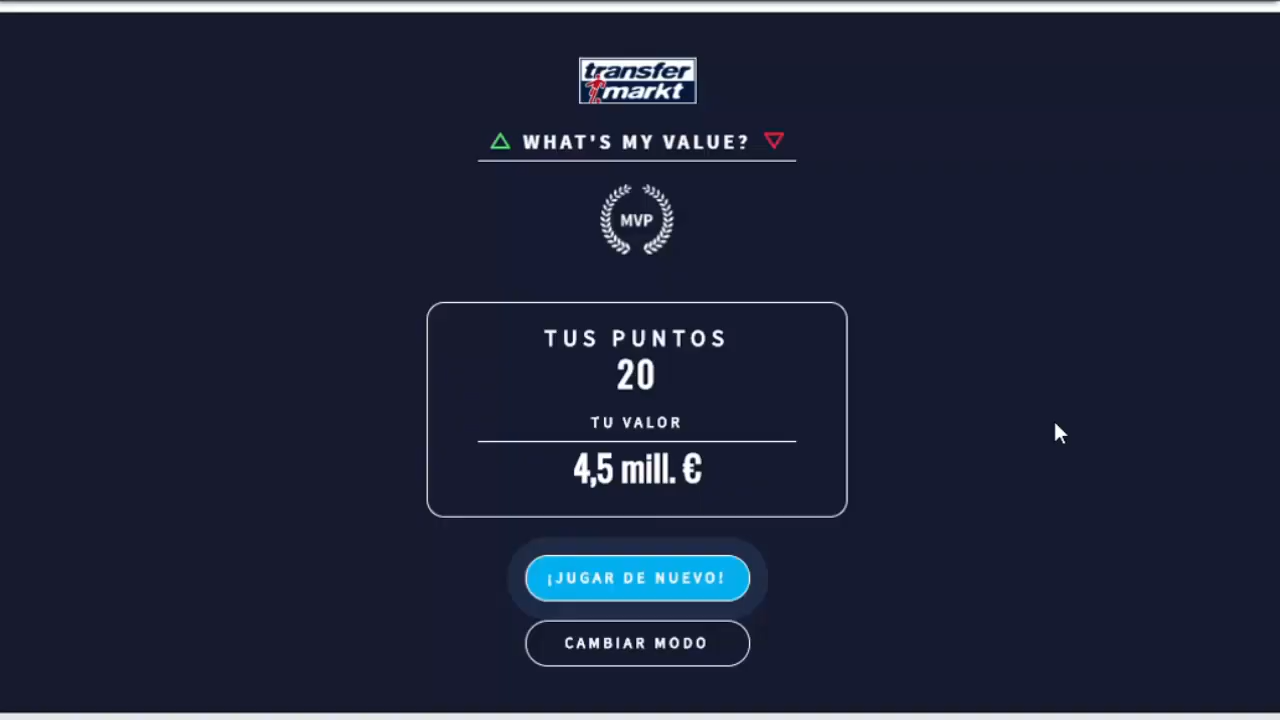 transfer
markt
WHAT'S MY VALUE?
MVP
TUS PUNTOS
20
TU VALOR
4,5 mill. €
¡JUGAR DE NUEVO!
CAMBIAR MODO